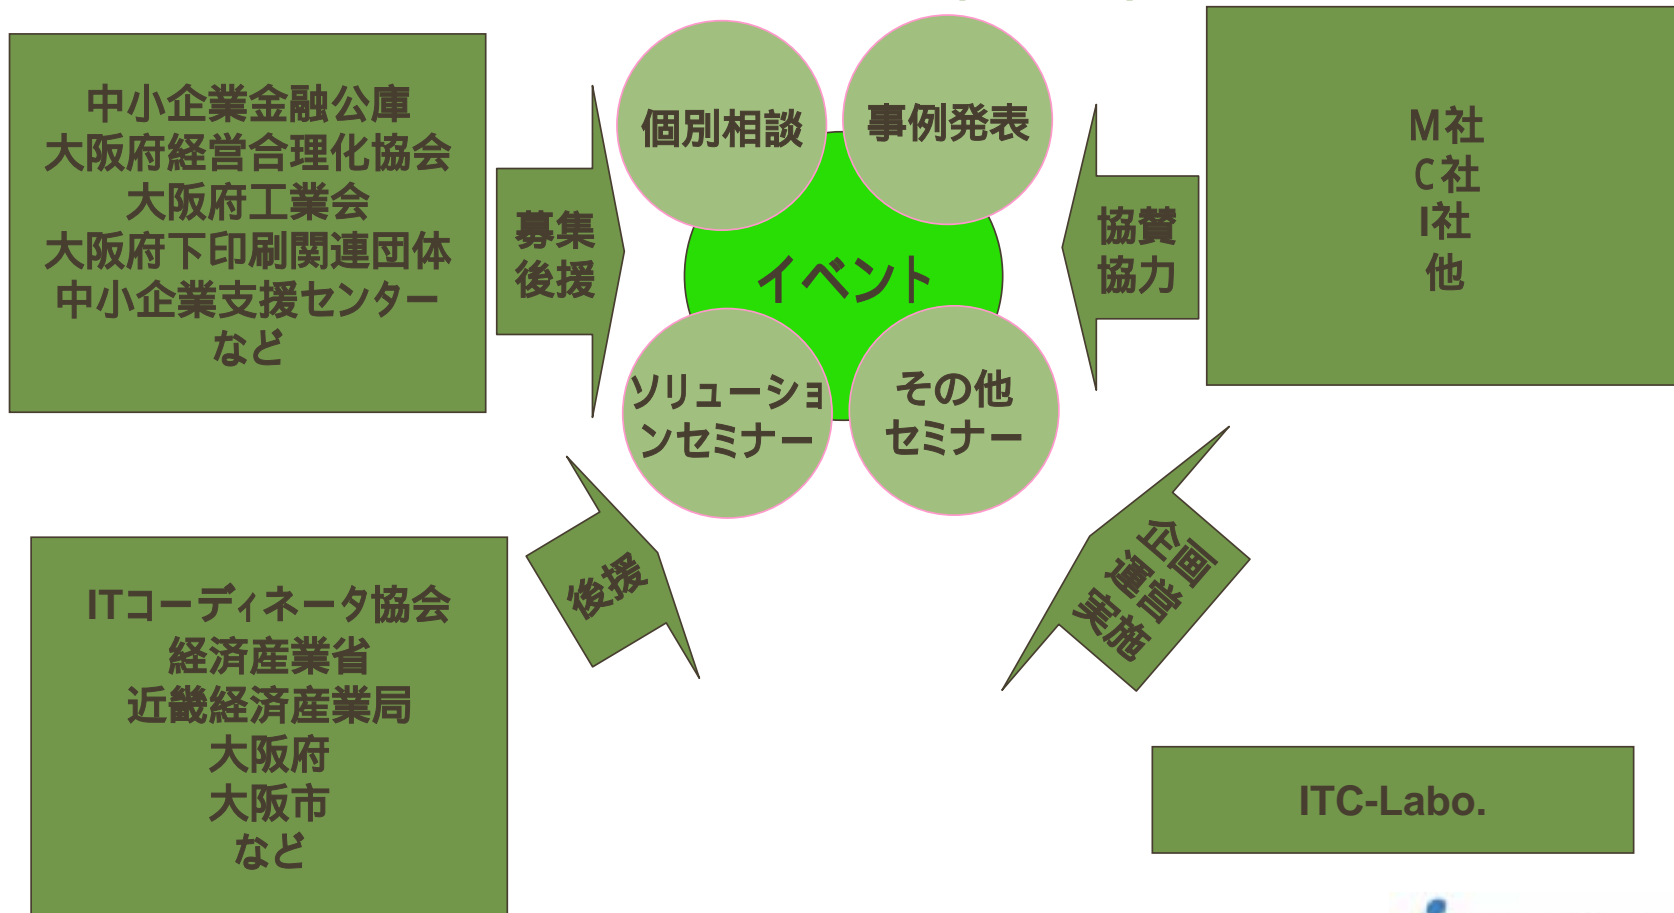 中小企業金融公庫
大阪府経営合理化協会
大阪府工業会
大阪府下印刷関連団体
中小企業支援センター
など
募集
後援
個別相談
事例発表
イベント
ソリューショ
ンセミナー
その他
セミナー
協賛
協力
M社
C社
I社
他
ITコーディネータ協会
経済産業省
近畿経済産業局
大阪府
大阪市
など
後援
企画
運営
実施
ITC-Labo.